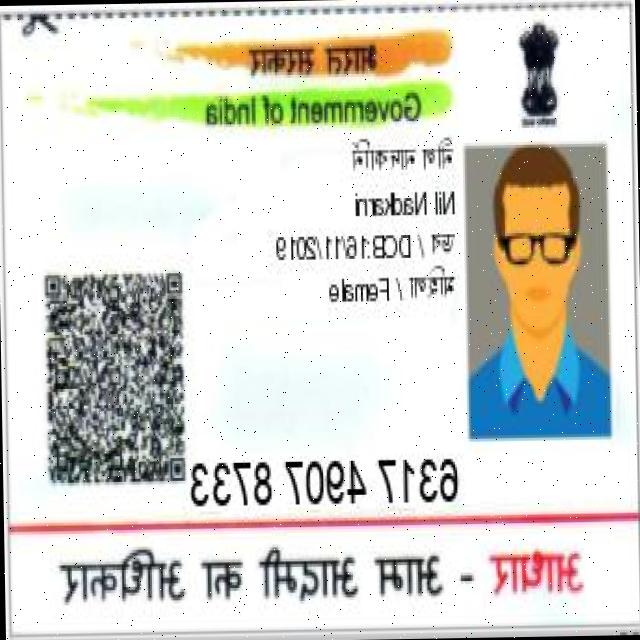 भारत सरकार
Government of India
नील नाडकर्नि
Nil Nadkarni
जन्म / DOB:16/11/2019
महिला / Female
6317 4907 8733
आधार - आम आदमी का अधिकार